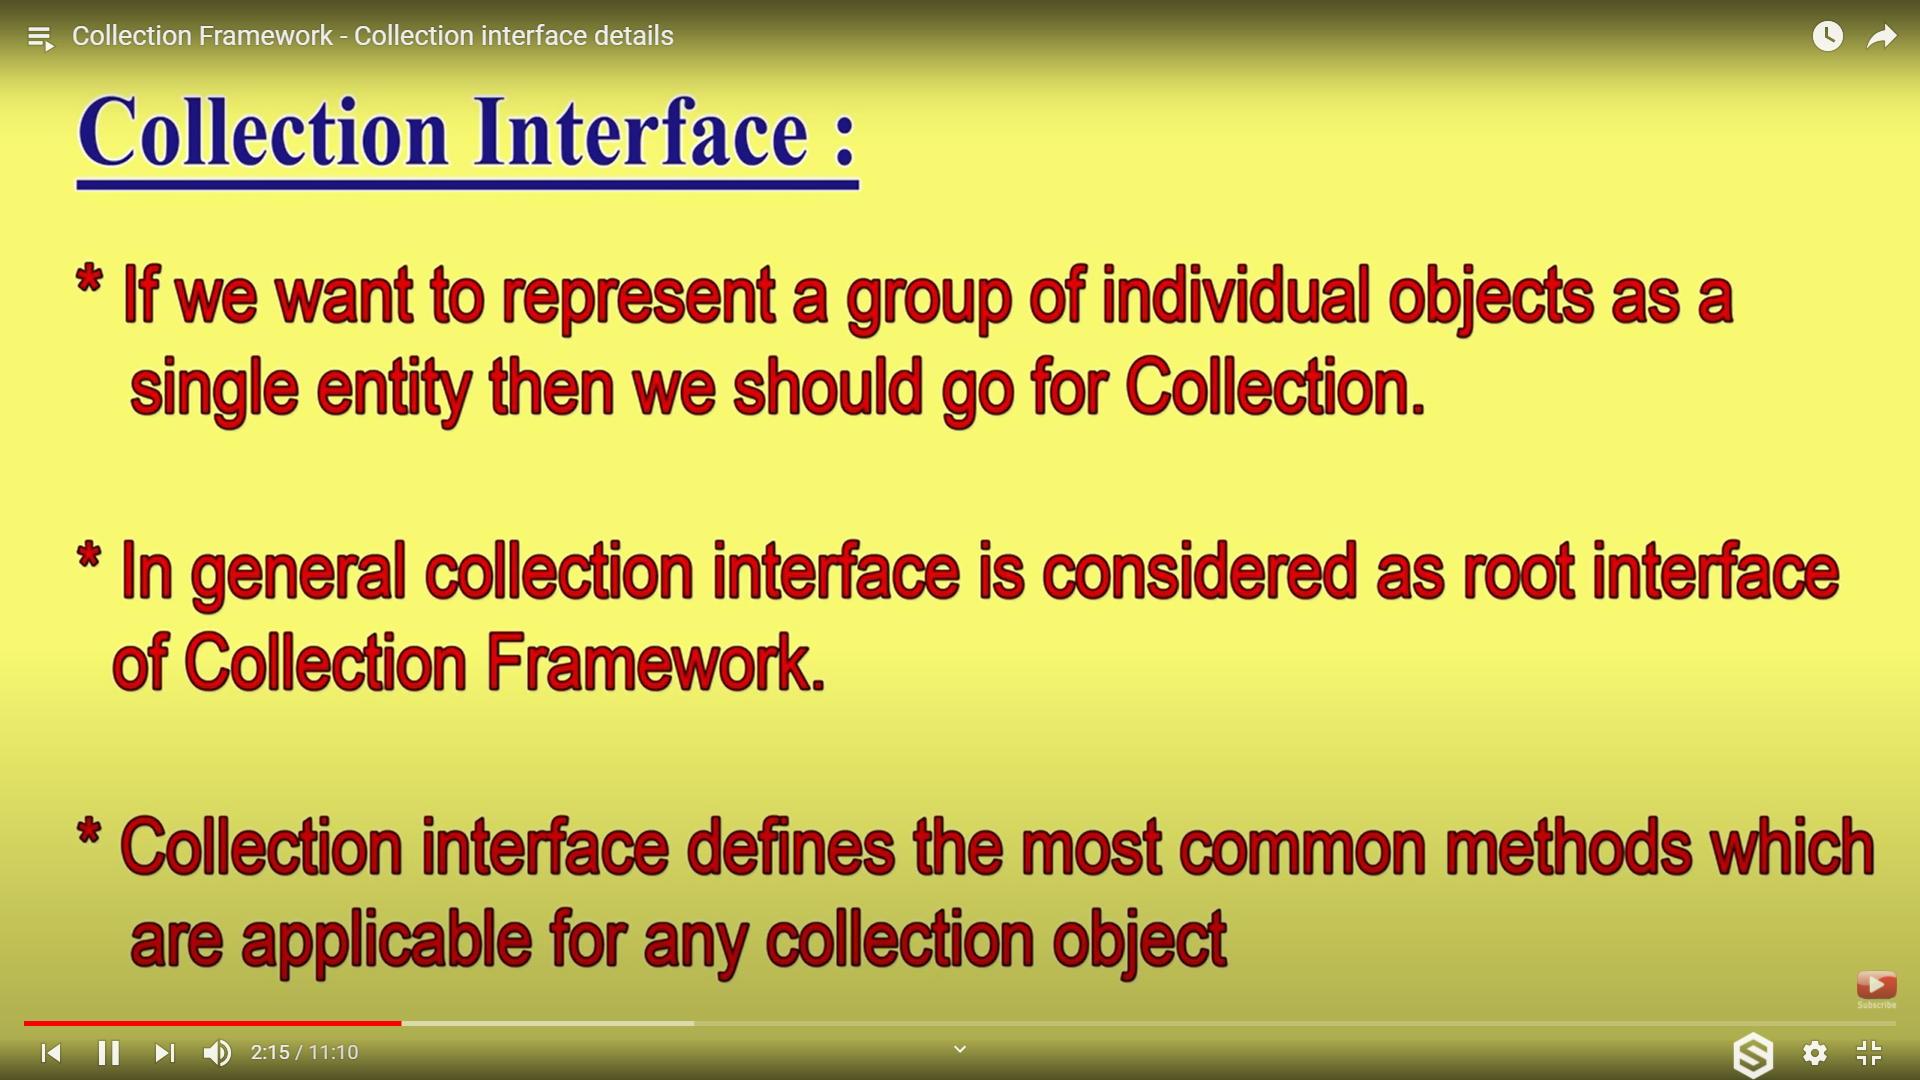 Collection Framework - Collection interface details
Collection Interface :
* If we want to represent a group of individual objects as a
single entity then we should go for Collection.
* In general collection interface is considered as root interface
of Collection Framework.
* Collection interface defines the most common methods which
are applicable for any collection object
Subscribe
2:15 / 11:10